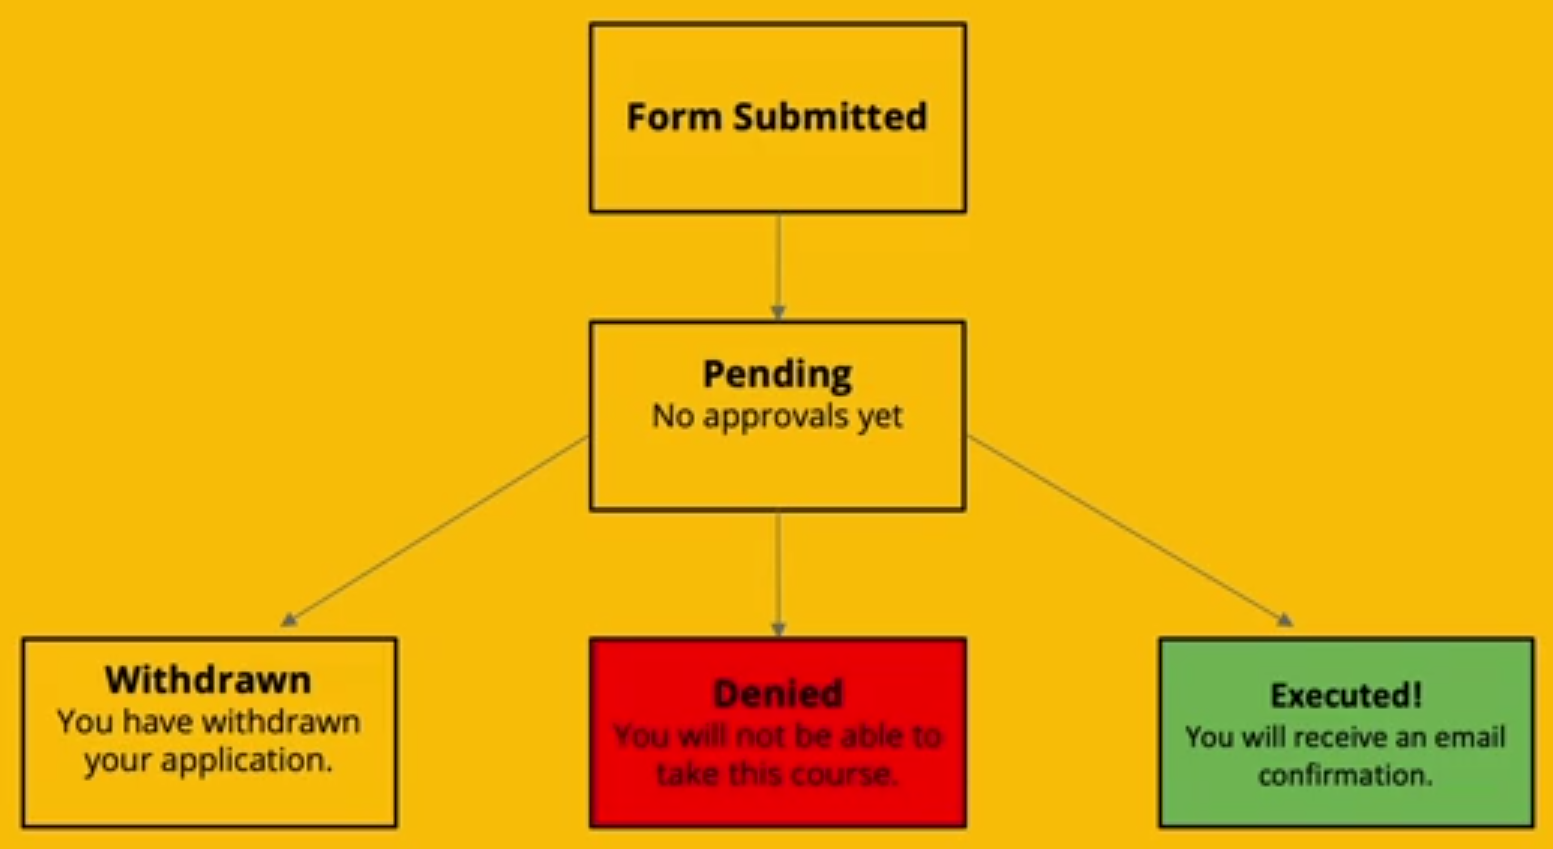 Form Submitted
Pending
No approvals yet
Withdrawn
You have withdrawn
your application.
Denied
You will not be able to
take this course.
Executed!
You will receive an email
confirmation.